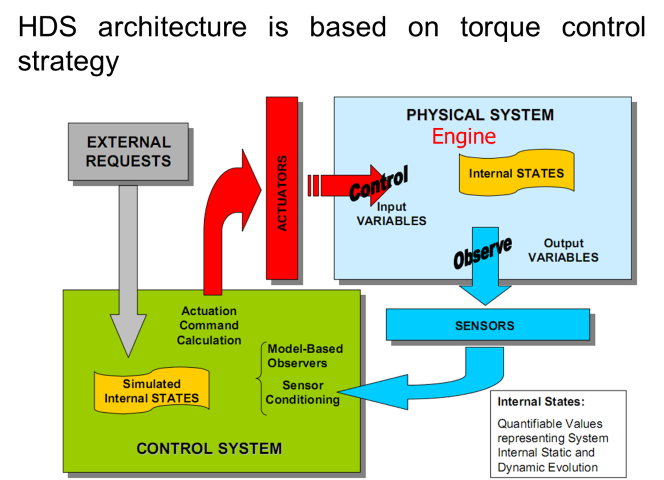 HDS architecture is based on torque control
strategy
EXTERNAL
REQUESTS
ACTUATORS
PHYSICAL SYSTEM
Engine
Internal STATES
Control
Input
VARIABLES
Observe
Output
VARIABLES
SENSORS
Actuation
Command
Calculation
Model-Based
Observers
Sensor
Conditioning
Simulated
Internal STATES
CONTROL SYSTEM
Internal States:
Quantifiable Values
representing System
Internal Static and
Dynamic Evolution